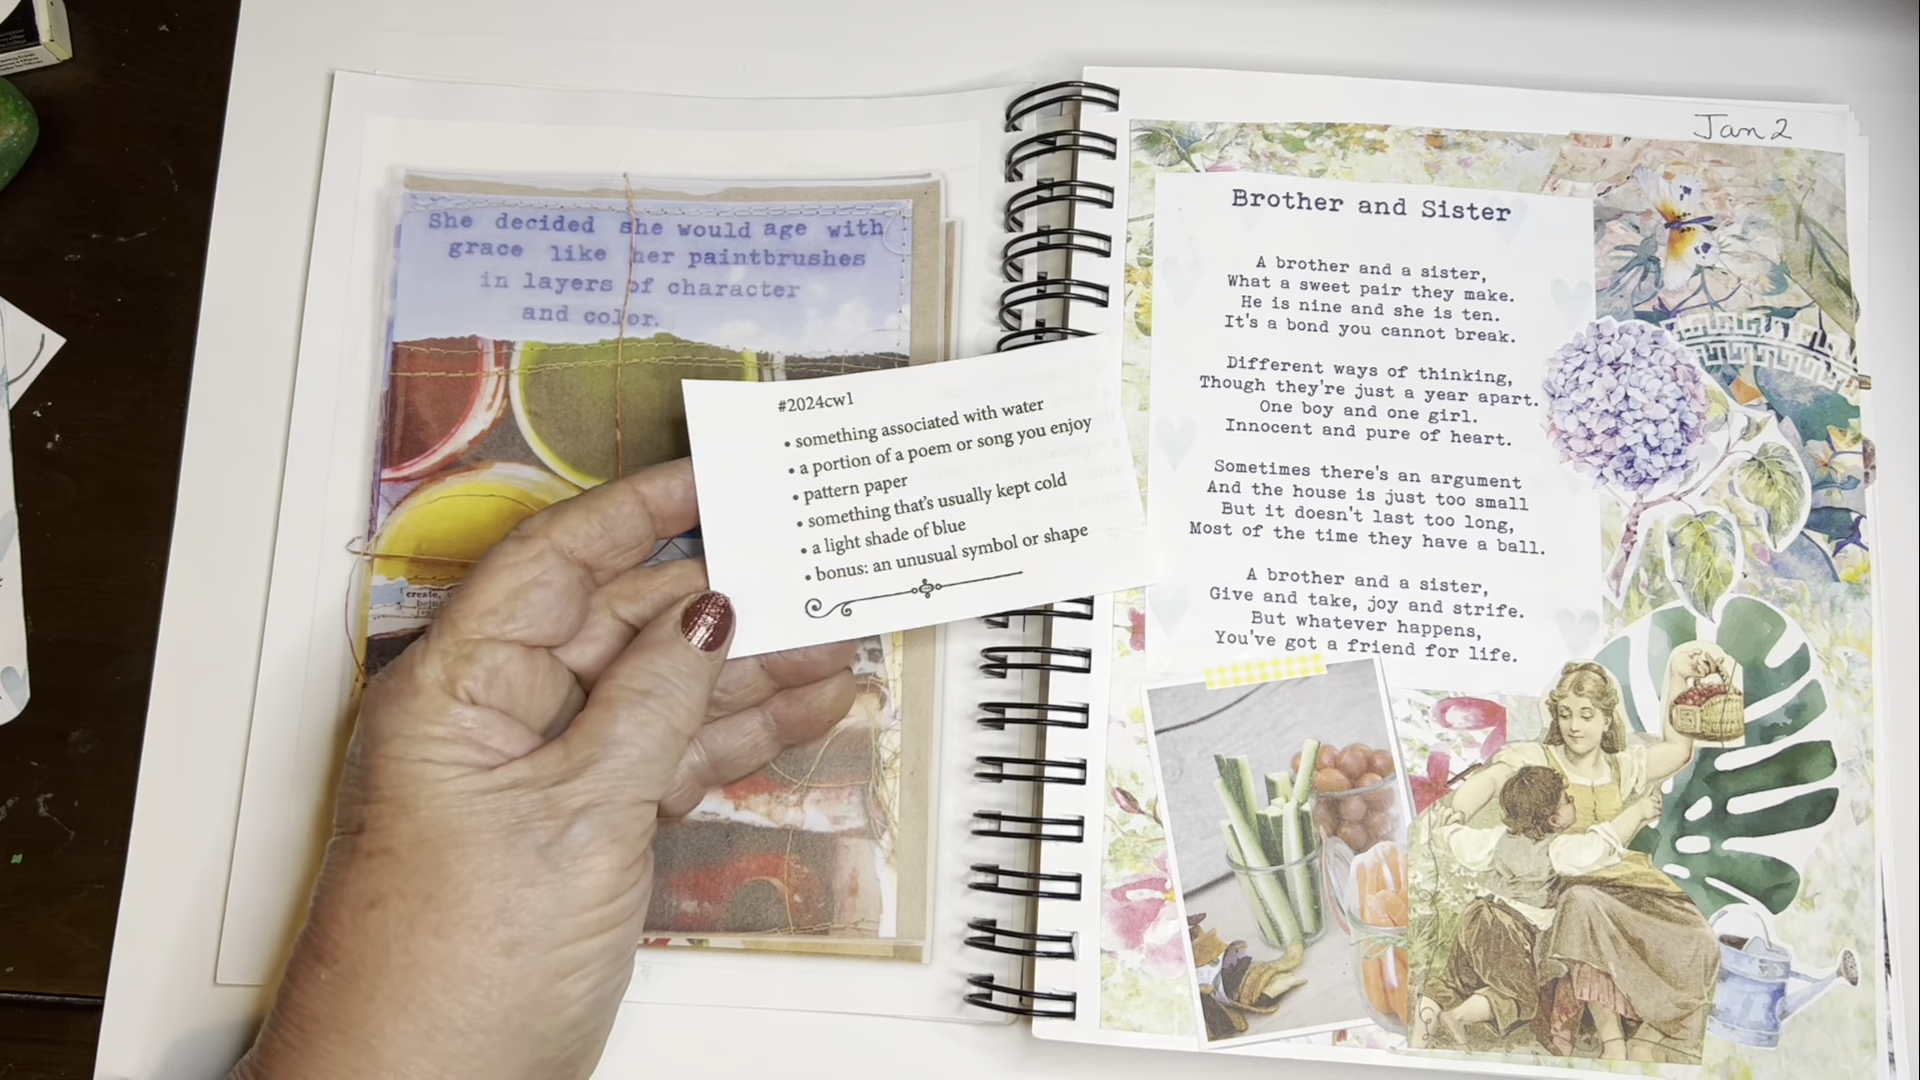 She decided she would age with
grace like her paintbrushes
in layers of character
and color.
create,
being
#2024cw1
• something associated with water
• a portion of a poem or song you enjoy
• pattern paper
• something that's usually kept cold
• a light shade of blue
• bonus: an unusual symbol or shape
Jan 2
Brother and Sister
A brother and a sister,
What a sweet pair they make.
He is nine and she is ten.
It's a bond you cannot break.
Different ways of thinking,
Though they're just a year apart.
One boy and one girl.
Innocent and pure of heart.
Sometimes there's an argument
And the house is just too small
But it doesn't last too long,
Most of the time they have a ball.
A brother and a sister,
Give and take, joy and strife.
But whatever happens,
You've got a friend for life.